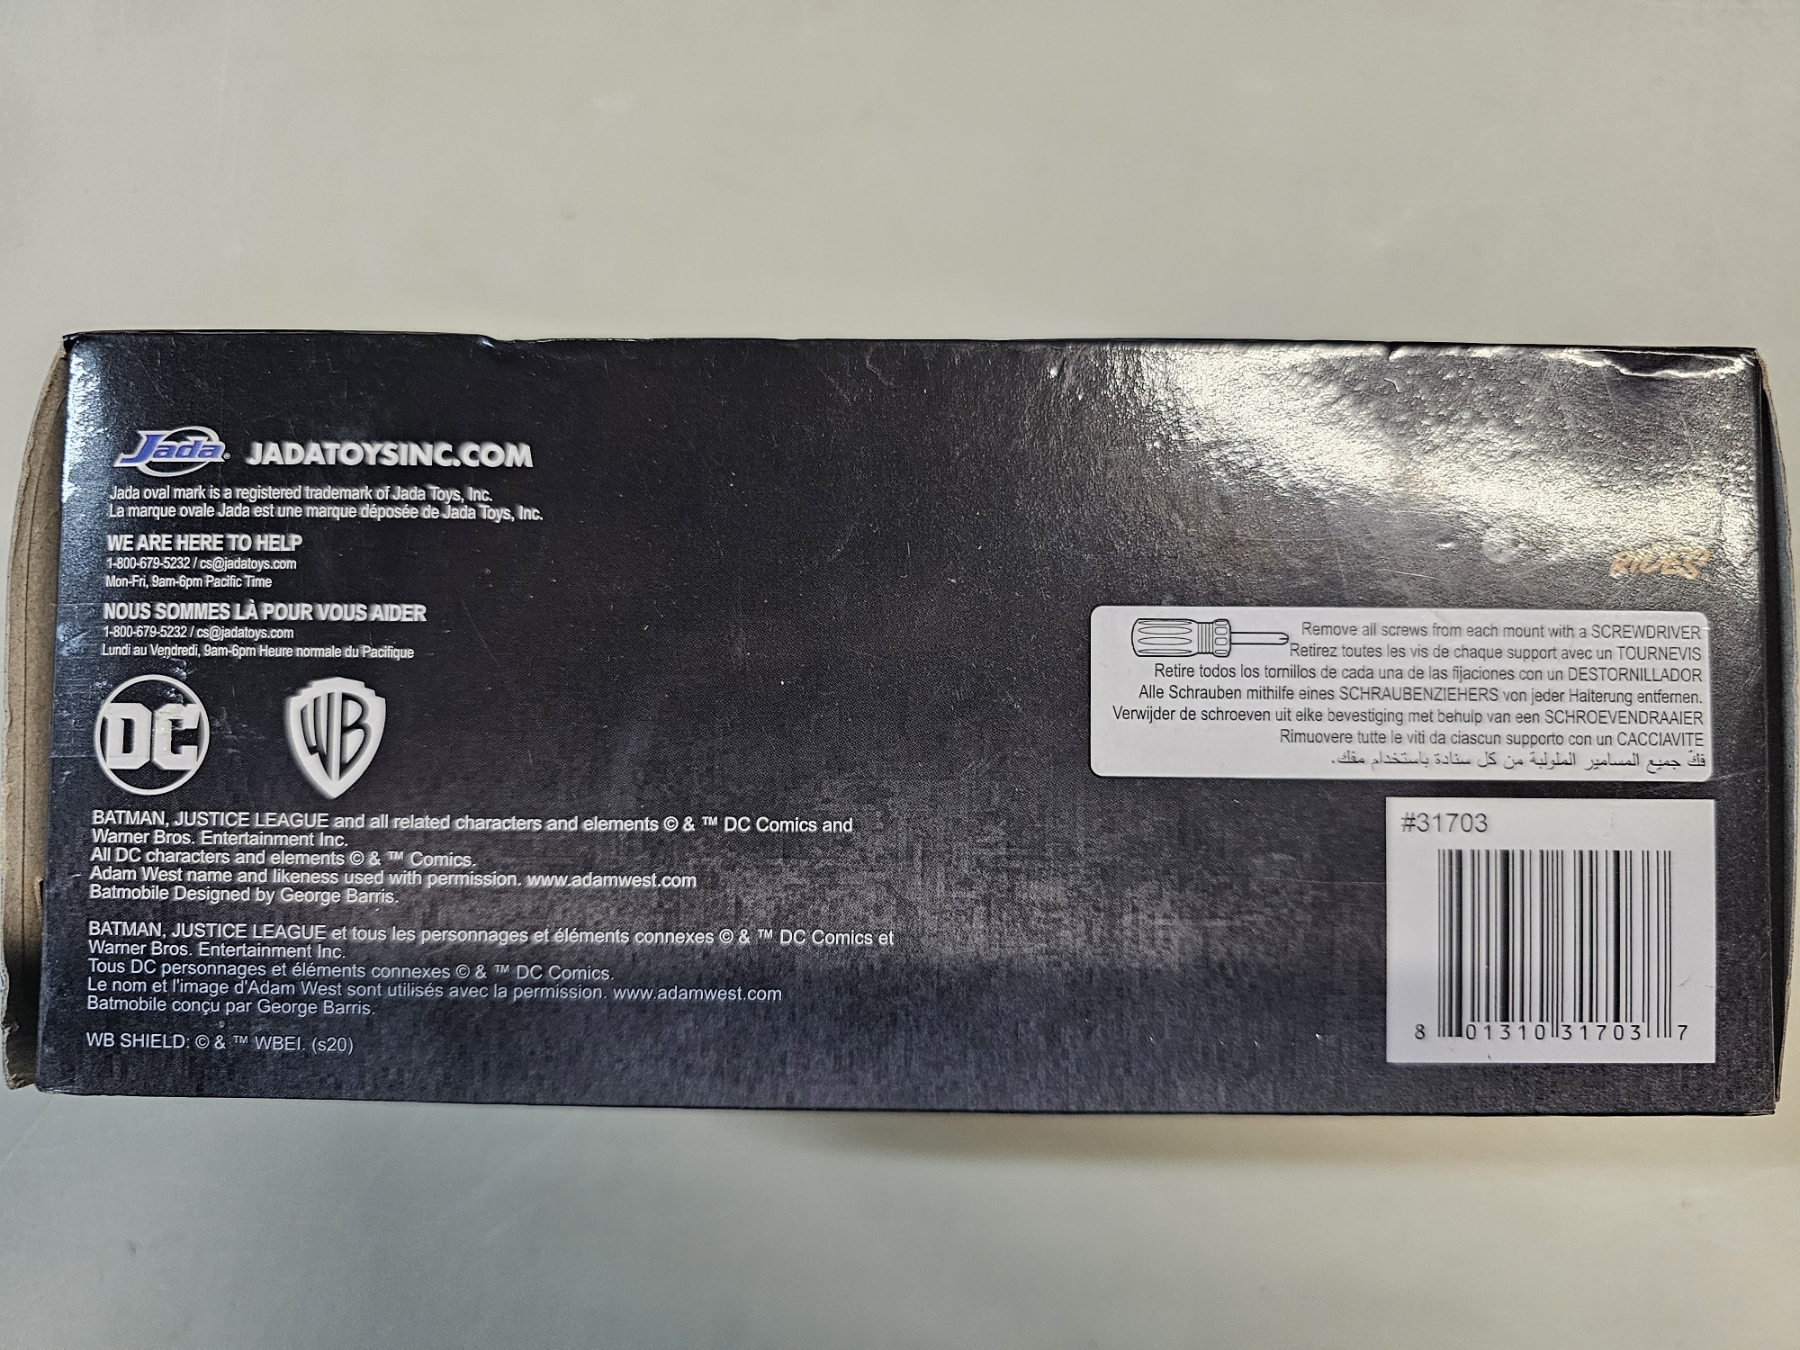 Jada® JADATOYSINC.COM
Jada oval mark is a registered trademark of Jada Toys, Inc.
La marque ovale Jada est une marque déposée de Jada Toys, Inc.
WE ARE HERE TO HELP
1-800-679-5232 / cs@jadatoys.com
Mon-Fri, 9am-6pm Pacific Time
NOUS SOMMES LÀ POUR VOUS AIDER
1-800-679-5232 / cs@jadatoys.com
Lundi au Vendredi, 9am-6pm Heure normale du Pacifique
DC WB
BATMAN, JUSTICE LEAGUE and all related characters and elements © & ™ DC Comics and
Warner Bros. Entertainment Inc.
All DC characters and elements © & ™ Comics.
Adam West name and likeness used with permission. www.adamwest.com
Batmobile Designed by George Barris.
BATMAN, JUSTICE LEAGUE et tous les personnages et éléments connexes © & ™ DC Comics et
Warner Bros. Entertainment Inc.
Tous DC personnages et éléments connexes © & ™ DC Comics.
Le nom et l'image d'Adam West sont utilisés avec la permission. www.adamwest.com
Batmobile conçu par George Barris.
WB SHIELD: © & ™ WBEI. (s20)
RIDES
Remove all screws from each mount with a SCREWDRIVER
Retirez toutes les vis de chaque support avec un TOURNEVIS
Retire todos los tornillos de cada una de las fijaciones con un DESTORNILLADOR
Alle Schrauben mithilfe eines SCHRAUBENZIEHERS von jeder Halterung entfernen.
Verwijder de schroeven uit elke bevestiging met behulp van een SCHROEVENDRAAIER
Rimuovere tutte le viti da ciascun supporto con un CACCIAVITE
فكّ جميع المسامير الملولبة من كل سنادة باستخدام مفك.
#31703
8 01310 31703 7